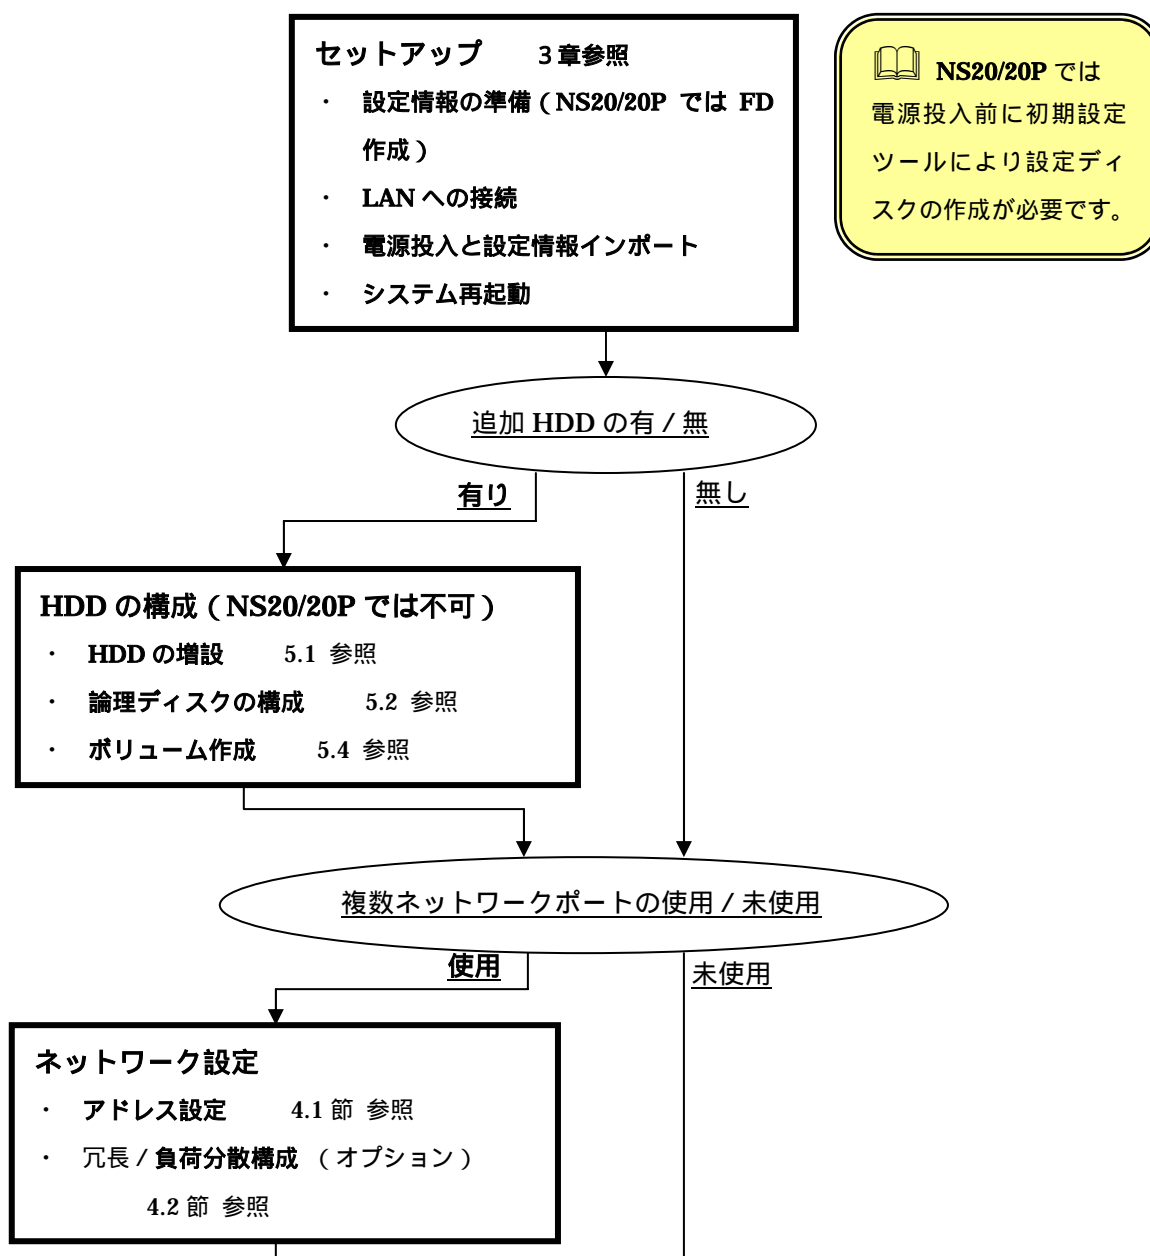 セットアップ　　3 章参照
・ 設定情報の準備（NS20/20P では FD
作成）
・ LAN への接続
・ 電源投入と設定情報インポート
・ システム再起動
NS20/20P では
電源投入前に初期設定
ツールにより設定ディ
スクの作成が必要です。
追加 HDD の有 / 無
有り
無し
HDD の構成（NS20/20P では不可）
・ HDD の増設　　5.1 参照
・ 論理ディスクの構成　　5.2 参照
・ ボリューム作成　　5.4 参照
複数ネットワークポートの使用 / 未使用
使用
未使用
ネットワーク設定
・ アドレス設定　　4.1 節 参照
・ 冗長 / 負荷分散構成 （オプション）
4.2 節 参照